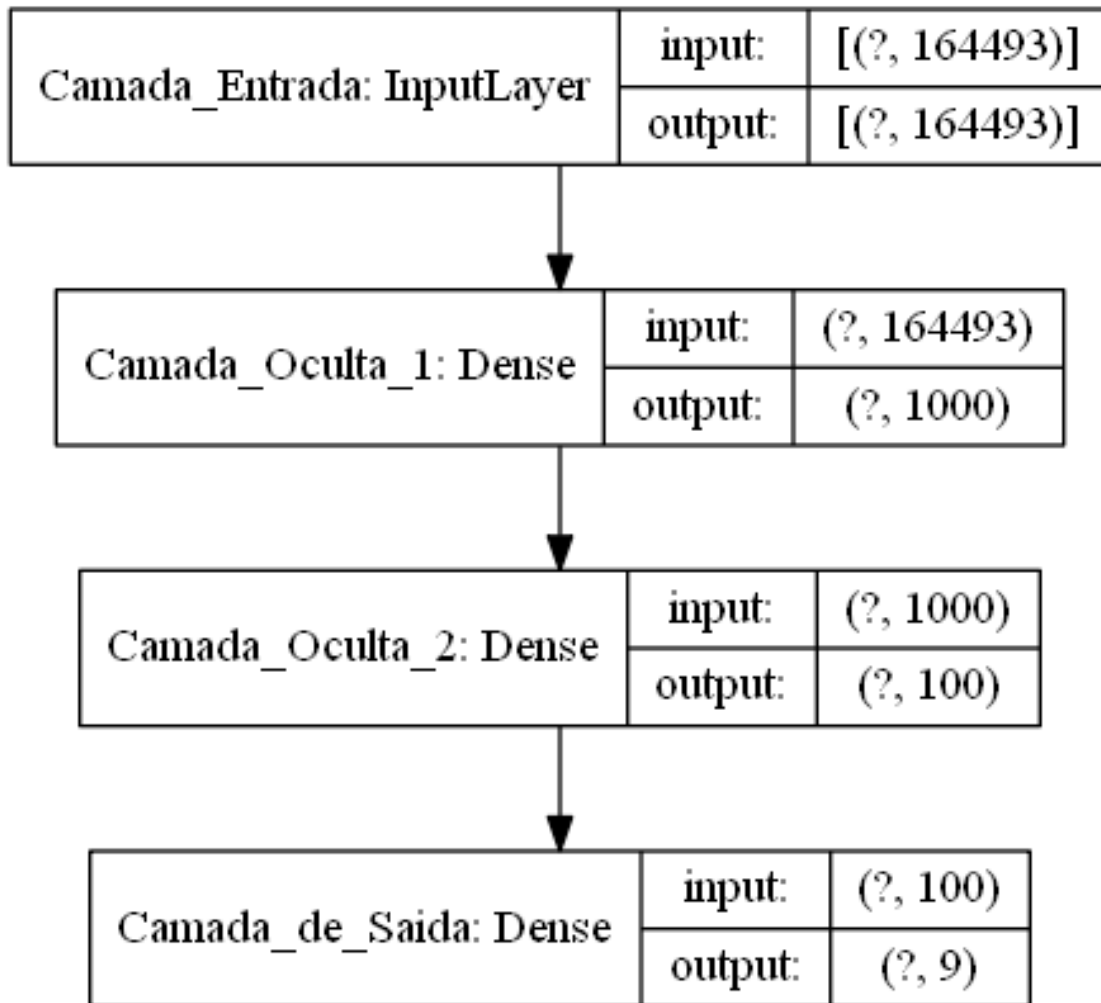 Camada_Entrada: InputLayer
input: [(?, 164493)]
output: [(?, 164493)]
Camada_Oculta_1: Dense
input: (?, 164493)
output: (?, 1000)
Camada_Oculta_2: Dense
input: (?, 1000)
output: (?, 100)
Camada_de_Saida: Dense
input: (?, 100)
output: (?, 9)